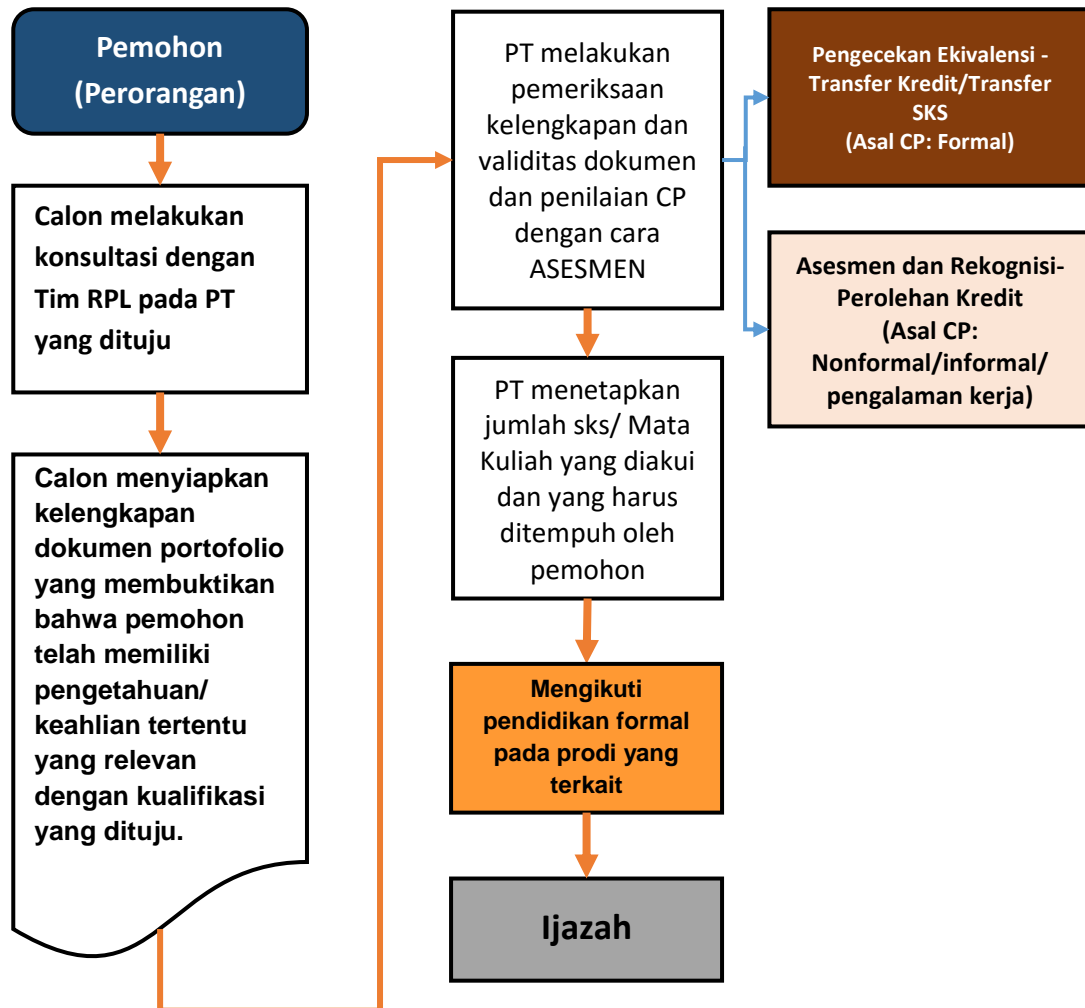 Pemohon
(Perorangan)
Calon melakukan
konsultasi dengan
Tim RPL pada PT
yang dituju
Calon menyiapkan
kelengkapan
dokumen portofolio
yang membuktikan
bahwa pemohon
telah memiliki
pengetahuan/
keahlian tertentu
yang relevan
dengan kualifikasi
yang dituju.
PT melakukan
pemeriksaan
kelengkapan dan
validitas dokumen
dan penilaian CP
dengan cara
ASESMEN
Pengecekan Ekivalensi -
Transfer Kredit/Transfer
SKS
(Asal CP: Formal)
Asesmen dan Rekognisi-
Perolehan Kredit
(Asal CP:
Nonformal/informal/
pengalaman kerja)
PT menetapkan
jumlah sks/ Mata
Kuliah yang diakui
dan yang harus
ditempuh oleh
pemohon
Mengikuti
pendidikan formal
pada prodi yang
terkait
Ijazah